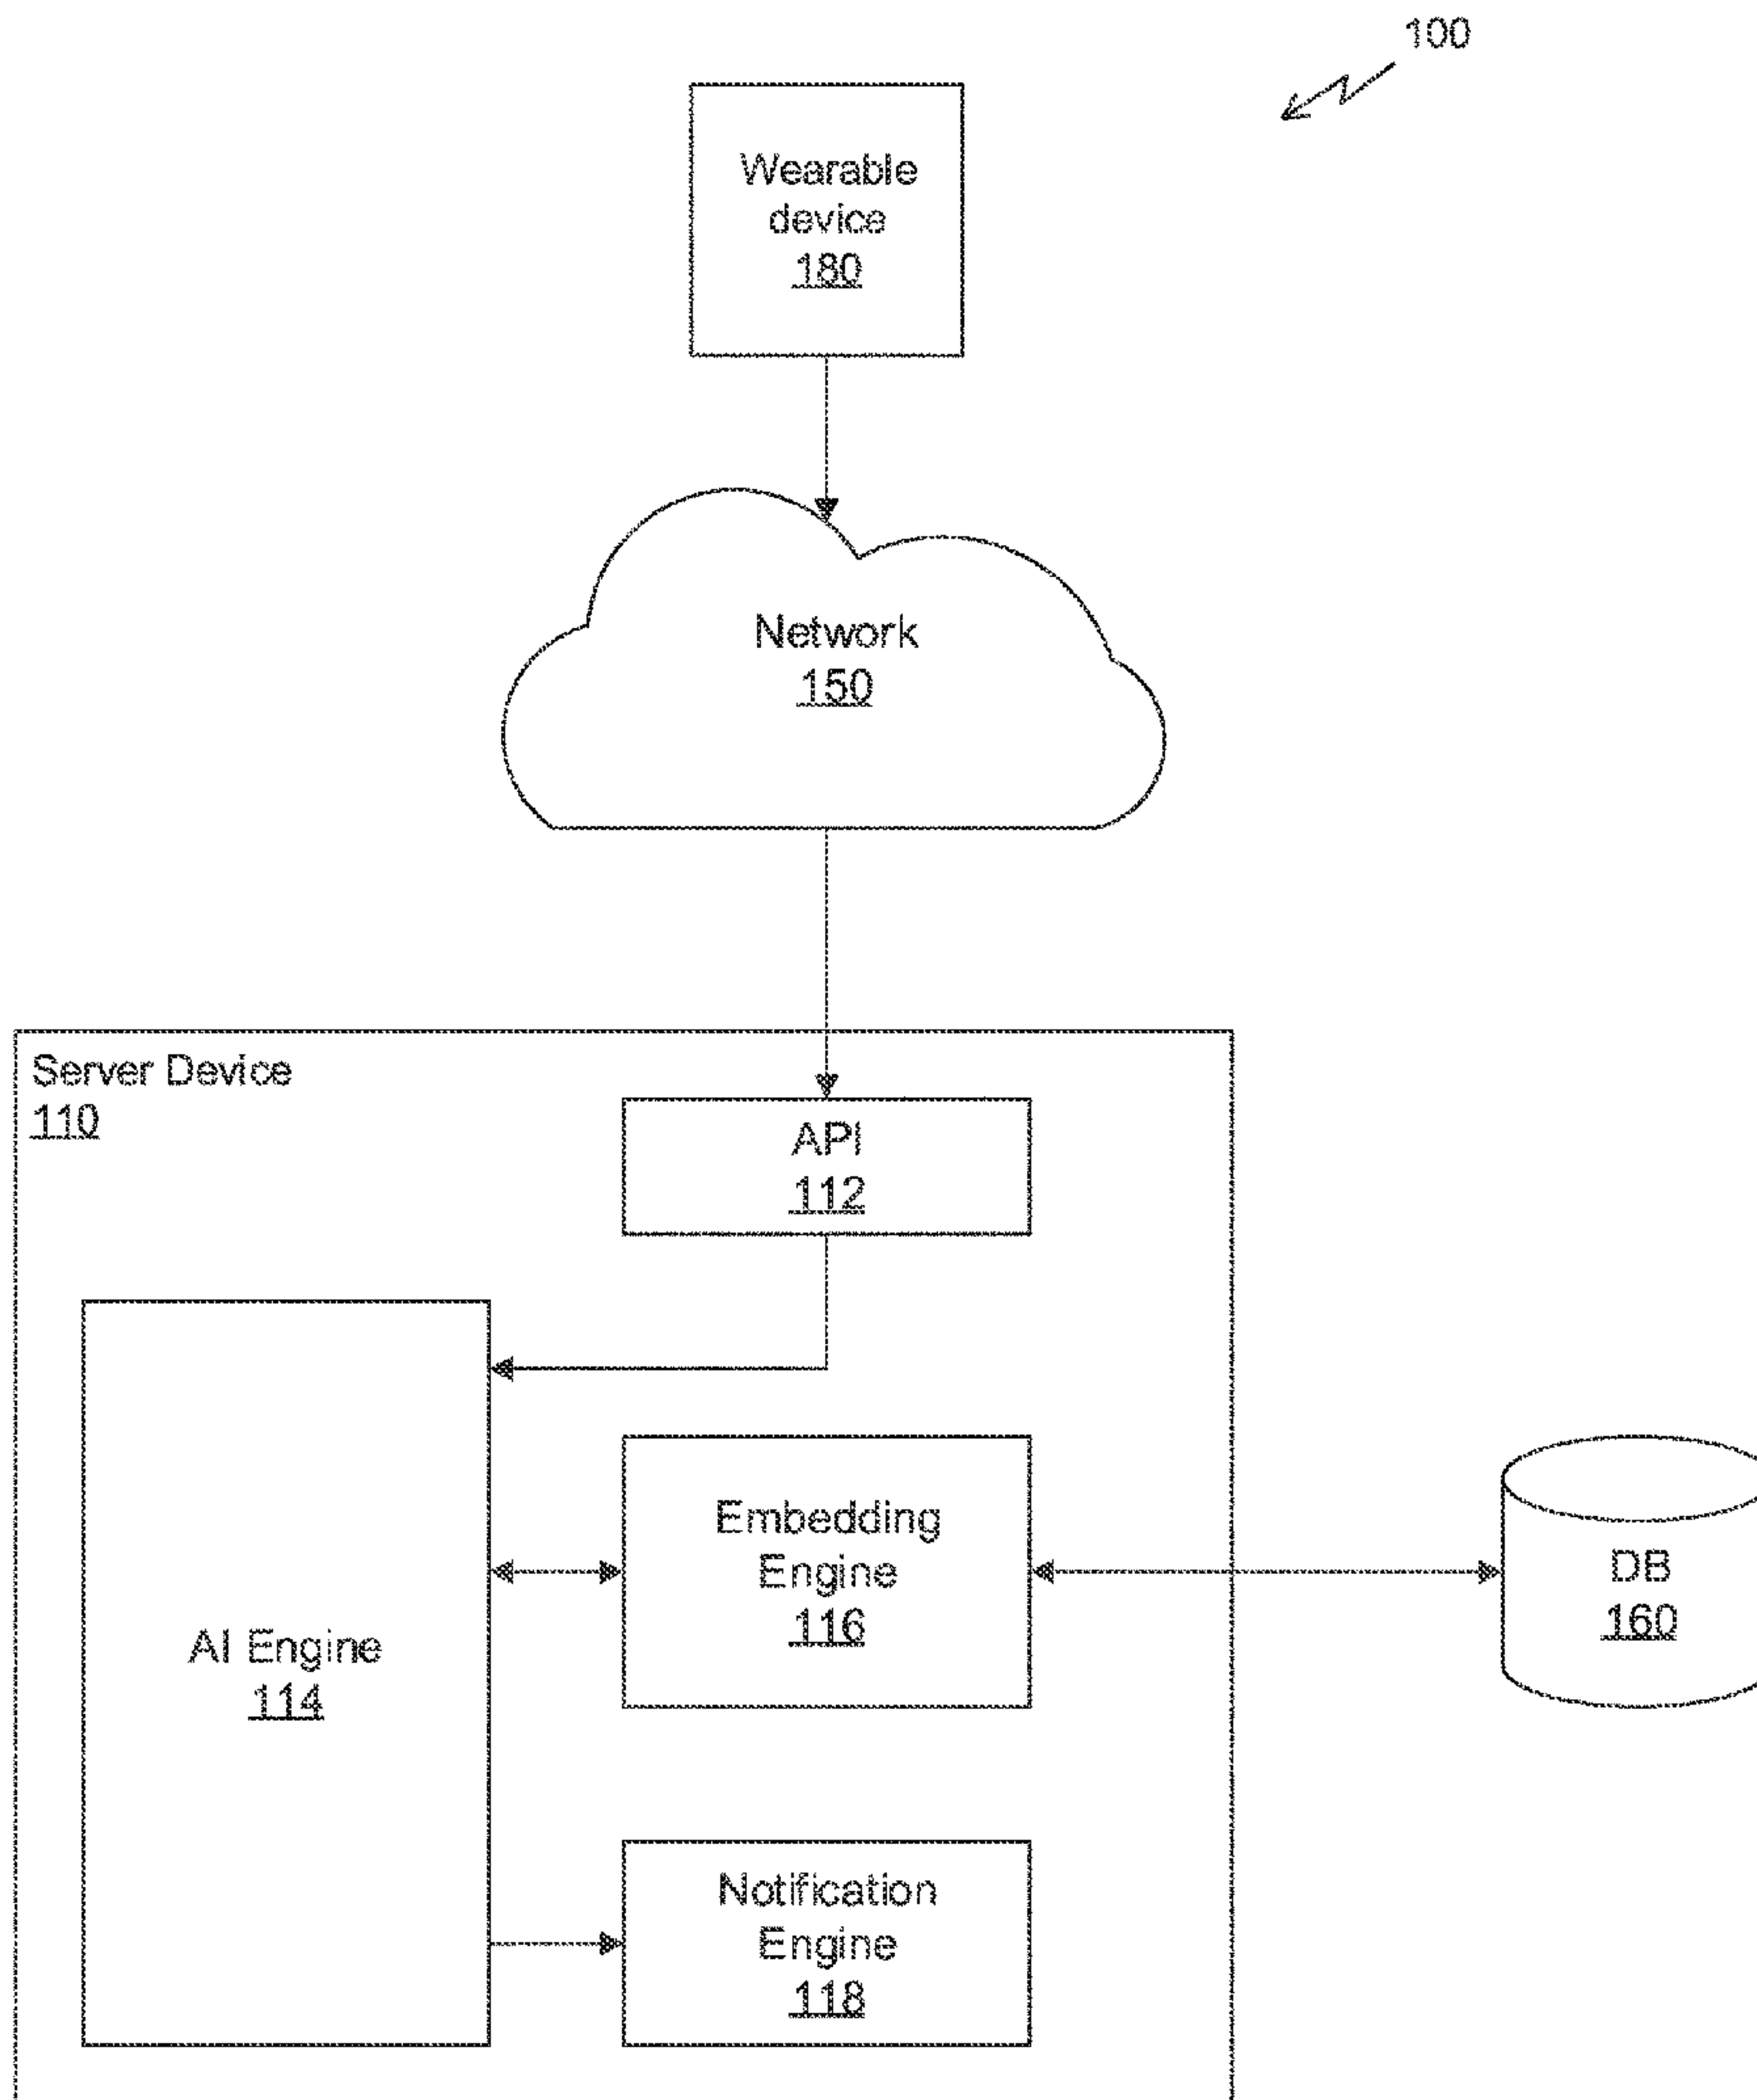 100
Wearable
device
180
Network
150
Server Device
110
API
112
Embedding
Engine
116
DB
160
AI Engine
114
Notification
Engine
118